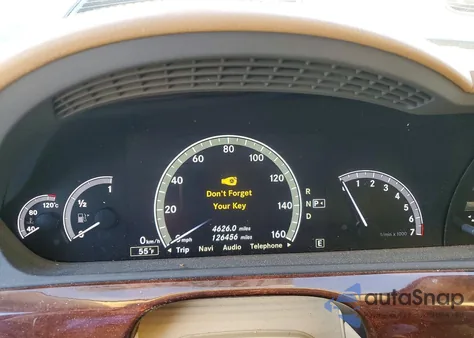 80
120°c
40
½
1
0
0 km/h
55°F
20
40
60
80
100
120
140
160
mph
Don't Forget
Your Key
4626.0 miles
126456 miles
Trip Navi Audio Telephone
R
N P
D
E
1
2
3
4
5
6
7
1/min x 1000
autoSnap